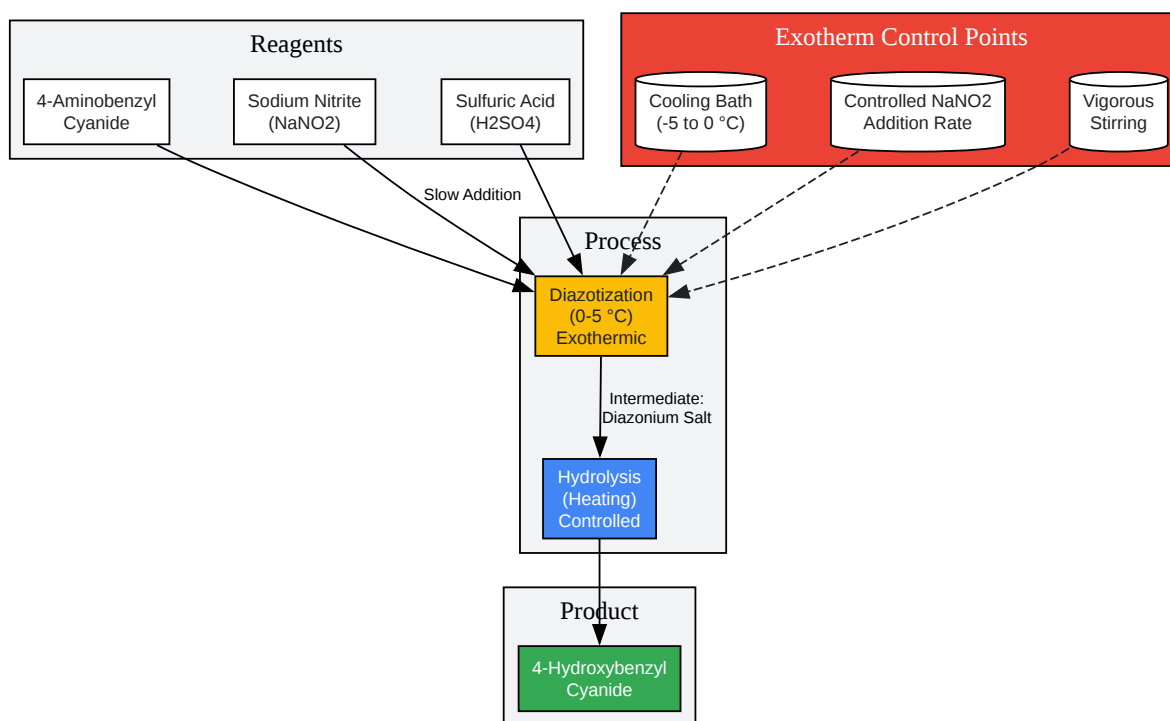 Reagents
4-Aminobenzyl
Cyanide
Sodium Nitrite
(NaNO2)
Sulfuric Acid
(H2SO4)
Exotherm Control Points
Cooling Bath
(-5 to 0 °C)
Controlled NaNO2
Addition Rate
Vigorous
Stirring
Slow Addition
Process
Diazotization
(0-5 °C)
Exothermic
Intermediate:
Diazonium Salt
Hydrolysis
(Heating)
Controlled
Product
4-Hydroxybenzyl
Cyanide